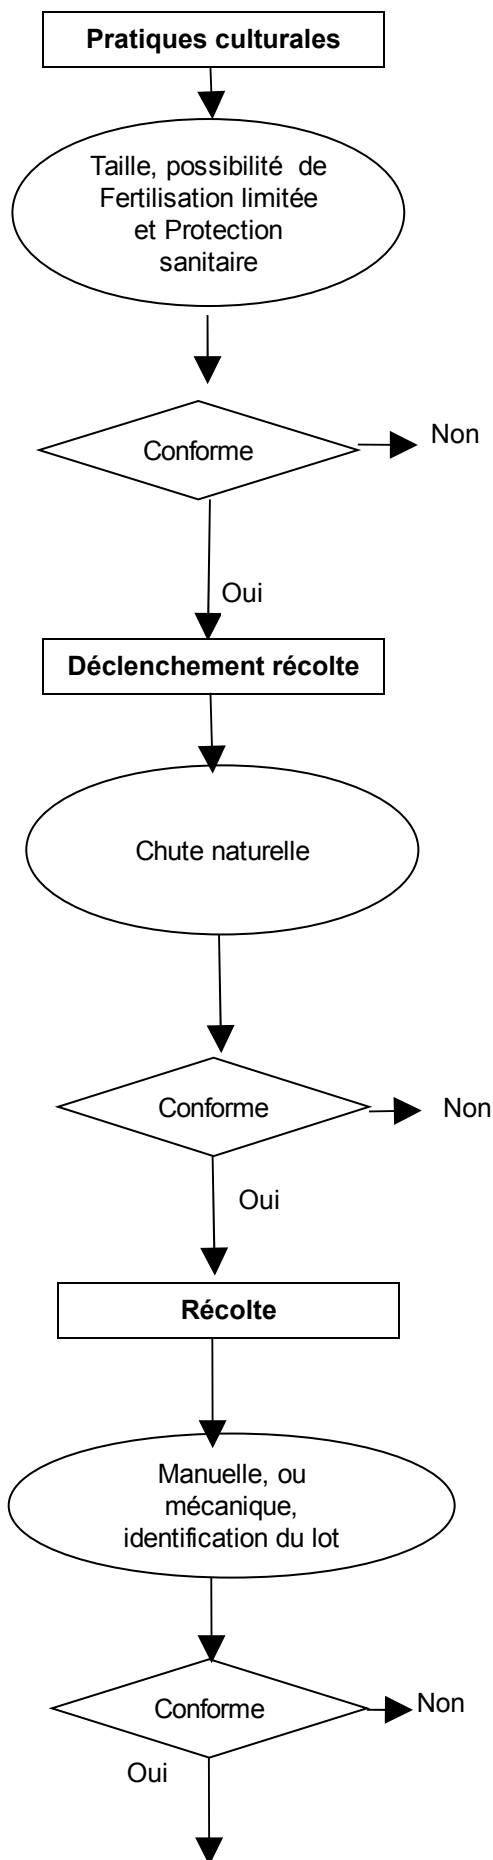 Pratiques culturales
Taille, possibilité de
Fertilisation limitée
et Protection
sanitaire
Conforme
Non
Oui
Déclenchement récolte
Chute naturelle
Conforme
Non
Oui
Récolte
Manuelle, ou
mécanique,
identification du lot
Conforme
Non
Oui